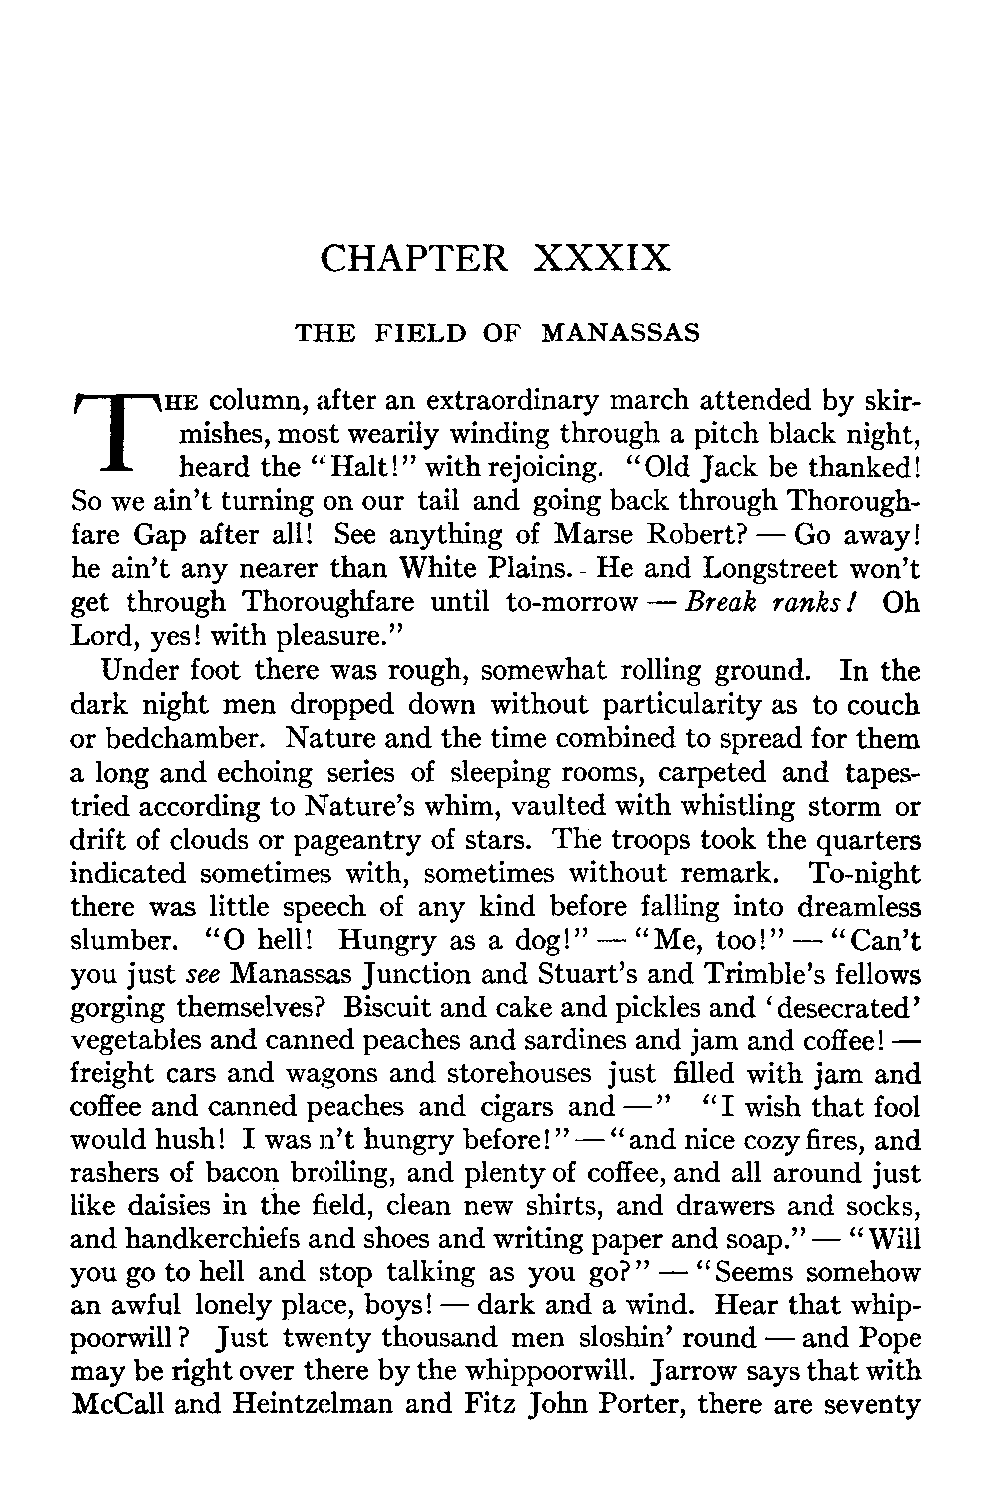 CHAPTER XXXIX
THE FIELD OF MANASSAS
THE column, after an extraordinary march attended by skir-
mishes, most wearily winding through a pitch black night,
heard the “Halt!” with rejoicing. “Old Jack be thanked!
So we ain’t turning on our tail and going back through Thorough-
fare Gap after all! See anything of Marse Robert? — Go away!
he ain’t any nearer than White Plains. - He and Longstreet won’t
get through Thoroughfare until to-morrow — Break ranks! Oh
Lord, yes! with pleasure.”
Under foot there was rough, somewhat rolling ground. In the
dark night men dropped down without particularity as to couch
or bedchamber. Nature and the time combined to spread for them
a long and echoing series of sleeping rooms, carpeted and tapes-
tried according to Nature’s whim, vaulted with whistling storm or
drift of clouds or pageantry of stars. The troops took the quarters
indicated sometimes with, sometimes without remark. To-night
there was little speech of any kind before falling into dreamless
slumber. “O hell! Hungry as a dog!” — “Me, too!” — “Can’t
you just see Manassas Junction and Stuart’s and Trimble’s fellows
gorging themselves? Biscuit and cake and pickles and ‘desecrated’
vegetables and canned peaches and sardines and jam and coffee! —
freight cars and wagons and storehouses just filled with jam and
coffee and canned peaches and cigars and —” “I wish that fool
would hush! I was n’t hungry before!” — “and nice cozy fires, and
rashers of bacon broiling, and plenty of coffee, and all around just
like daisies in the field, clean new shirts, and drawers and socks,
and handkerchiefs and shoes and writing paper and soap.” — “Will
you go to hell and stop talking as you go?” — “Seems somehow
an awful lonely place, boys! — dark and a wind. Hear that whip-
poorwill? Just twenty thousand men sloshin’ round — and Pope
may be right over there by the whippoorwill. Jarrow says that with
McCall and Heintzelman and Fitz John Porter, there are seventy